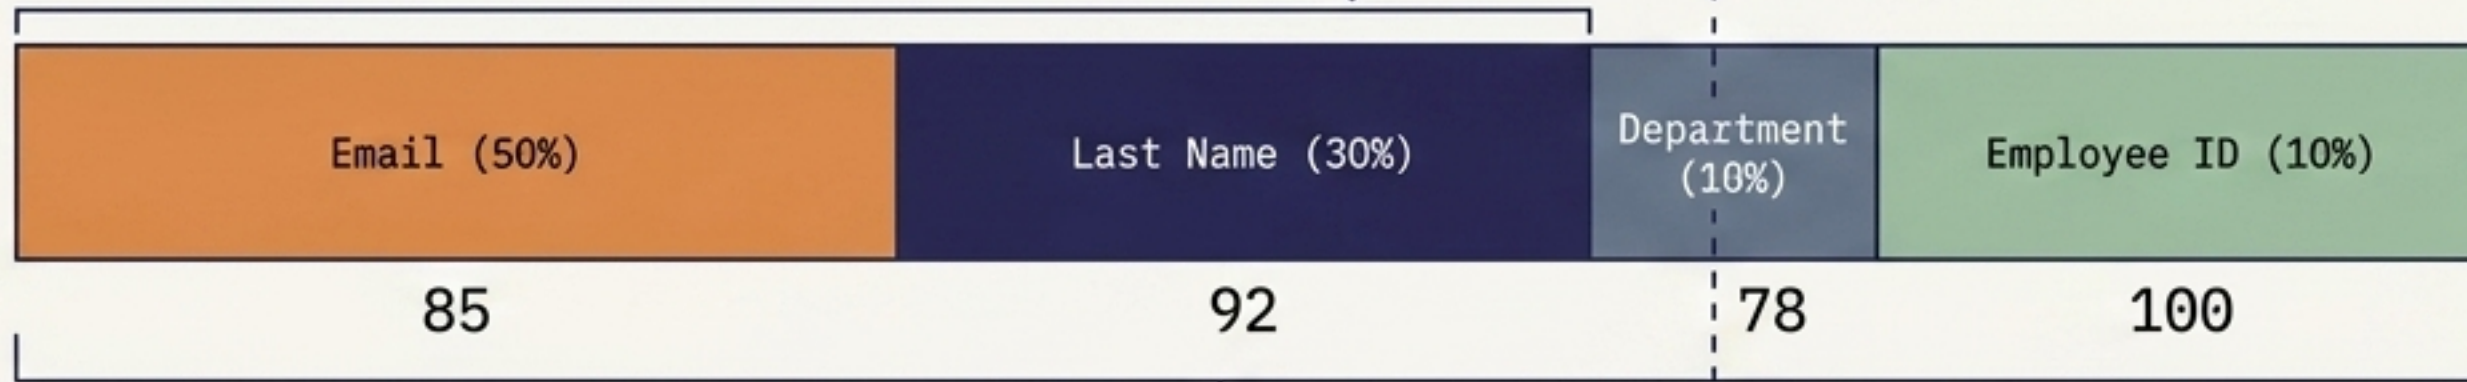 Email (50%)
Last Name (30%)
Department
(10%)
Employee ID (10%)
85
92
78
100